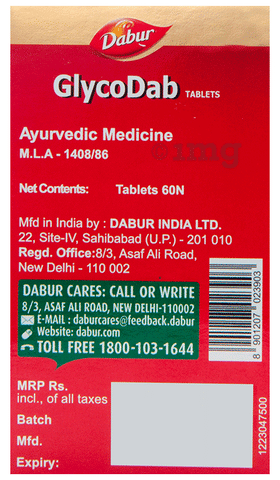 Dabur
GlycoDab TABLETS
Ayurvedic Medicine
M.L.A - 1408/86
1mg
Net Contents: Tablets 60N
Mfd in India by : DABUR INDIA LTD.
22, Site-IV, Sahibabad (U.P.) - 201 010
Regd. Office:8/3, Asaf Ali Road,
New Delhi - 110 002
DABUR CARES: CALL OR WRITE
8/3, ASAF ALI ROAD, NEW DELHI-110002
E-MAIL : daburcares@feedback.dabur
Website: dabur.com
TOLL FREE 1800-103-1644
8 901207 023903
MRP Rs.
incl., of all taxes
Batch
Mfd.
Expiry:
1223047500